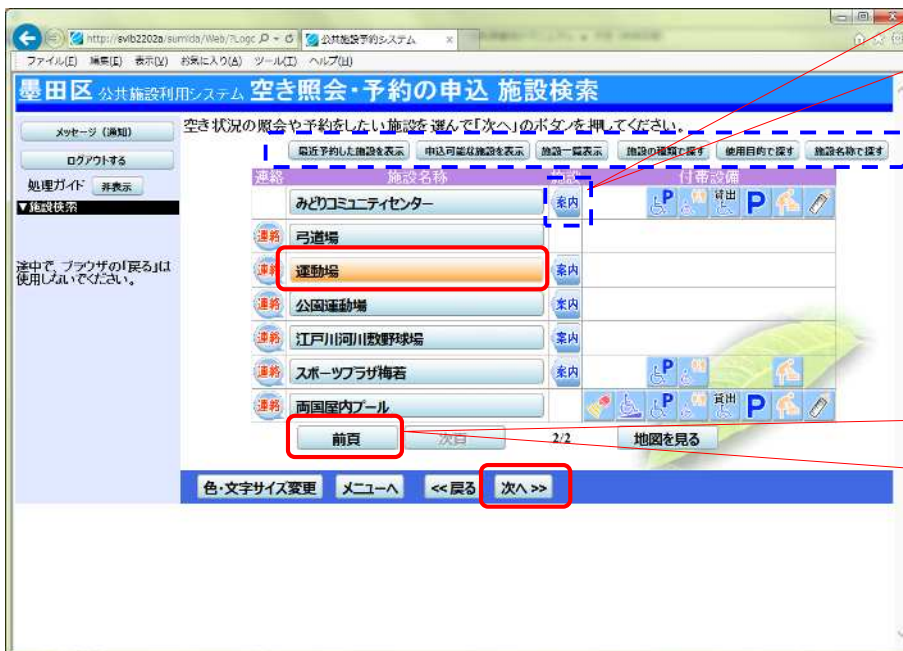 http://svib2202a/sumida/Web/?Logc
公共施設予約システム
ファイル(E) 編集(E) 表示(V) お気に入り(A) ツール(T) ヘルプ(H)
墨田区 公共施設利用システム 空き照会・予約の申込 施設検索
メッセージ (通知)
ログアウトする
処理ガイド 非表示
▼施設検索
途中で、ブラウザの「戻る」は
使用しないでください。
空き状況の照会や予約をしたい施設を選んで「次へ」のボタンを押してください。
最近予約した施設を表示 申込可能な施設を表示 施設一覧表示 施設の種類で探す 使用目的で探す 施設名称で探す
連絡 施設名称 施設 付帯設備
みどりコミュニティセンター 案内 P 貸出 P
連絡 弓道場
連絡 運動場 案内
連絡 公園運動場 案内
連絡 江戸川河川敷野球場 案内
連絡 スポーツプラザ梅若 案内 P
連絡 両国屋内プール P 貸出 P
前頁 次頁 2/2 地図を見る
色・文字サイズ変更 メニューへ <<戻る 次へ>>